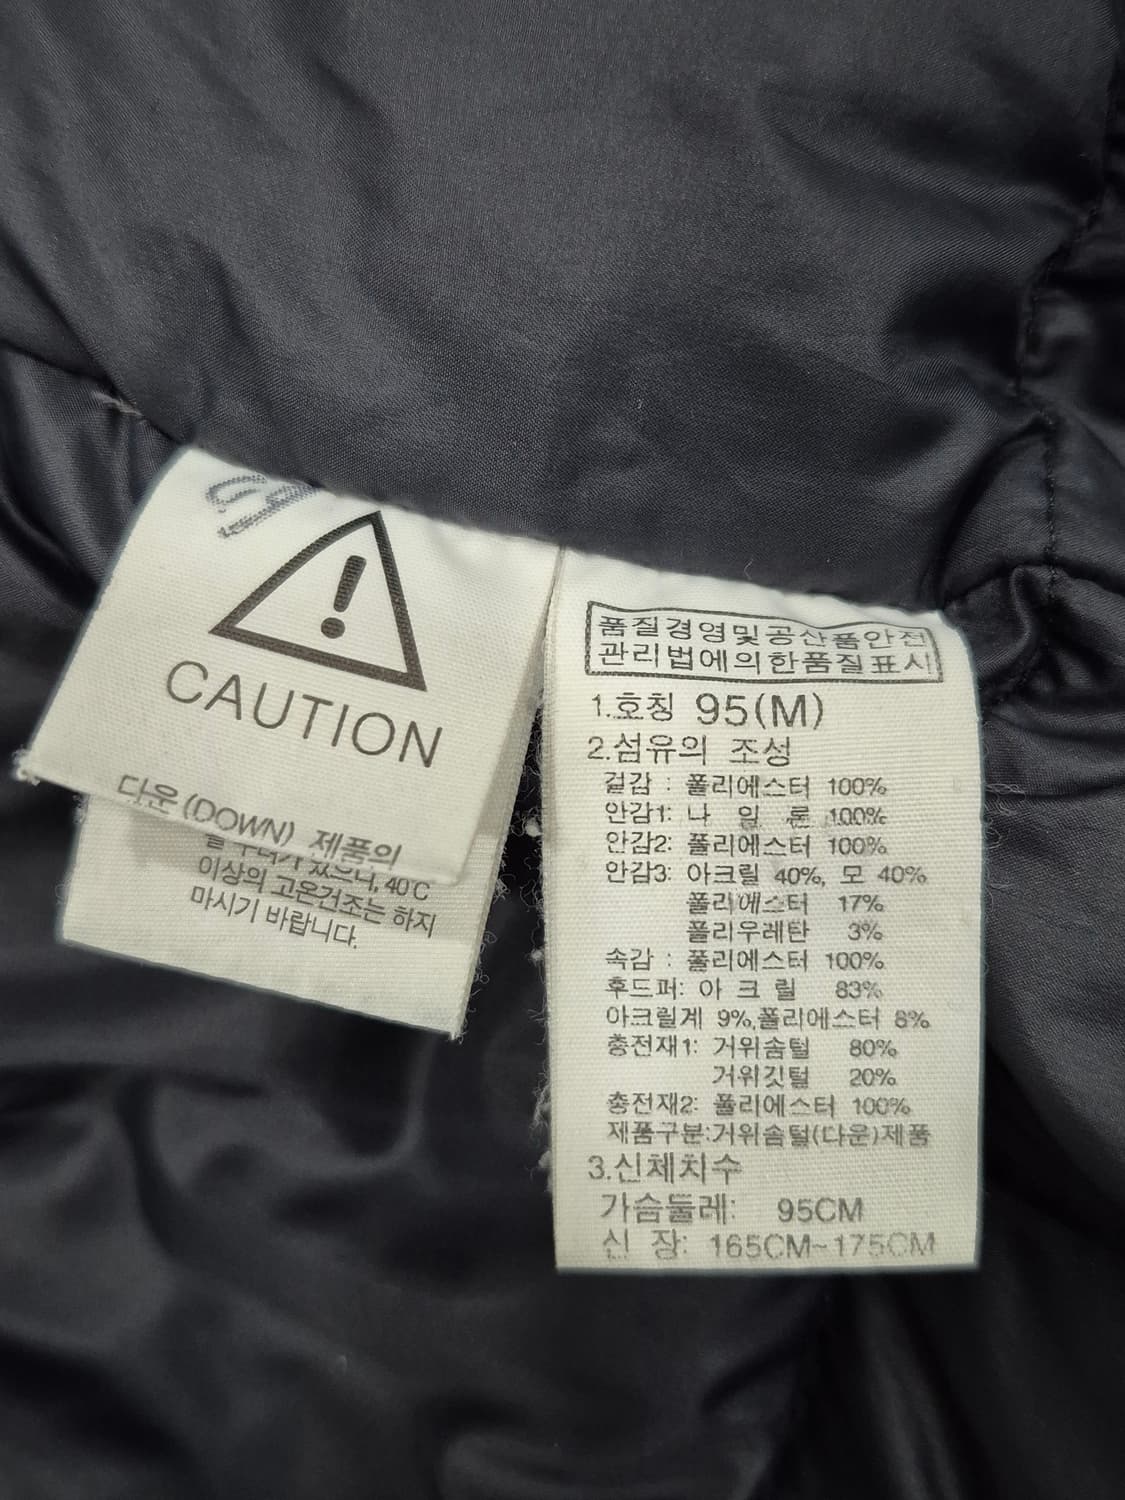 CAUTION
다운 (DOWN) 제품의
이상의 고온건조는 하지
마시기 바랍니다.
품질경영및공산품안전
관리법에의한품질표시
1.호칭 95(M)
2.섬유의 조성
겉감 : 폴리에스터 100%
안감1: 나 일 론 100%
안감2: 폴리에스터 100%
안감3: 아크릴 40%, 모 40%
폴리에스터 17%
폴리우레탄 3%
속감 : 폴리에스터 100%
후드퍼: 아 크 릴 83%
아크릴계 9%,폴리에스터 8%
충전재1: 거위솜털 80%
거위깃털 20%
충전재2: 폴리에스터 100%
제품구분:거위솜털(다운)제품
3.신체치수
가슴둘레: 95CM
신 장: 165CM~175CM